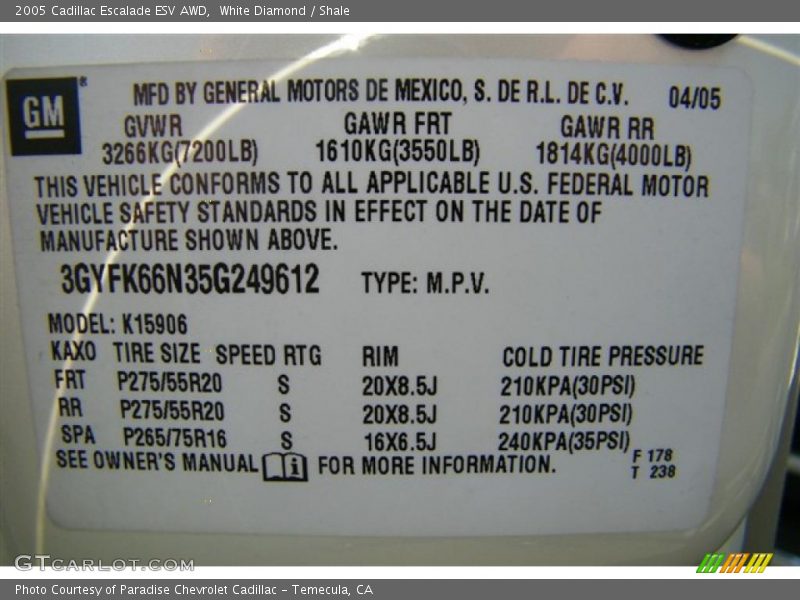 2005 Cadillac Escalade ESV AWD,  White Diamond / Shale
GM®
MFD BY GENERAL MOTORS DE MEXICO, S. DE R.L. DE C.V. 04/05
GVWR GAWR FRT GAWR RR
3266KG(7200LB) 1610KG(3550LB) 1814KG(4000LB)
THIS VEHICLE CONFORMS TO ALL APPLICABLE U.S. FEDERAL MOTOR
VEHICLE SAFETY STANDARDS IN EFFECT ON THE DATE OF
MANUFACTURE SHOWN ABOVE.
3GYFK66N35G249612 TYPE: M.P.V.
MODEL: K15906
KAXO TIRE SIZE SPEED RTG RIM COLD TIRE PRESSURE
FRT P275/55R20 S 20X8.5J 210KPA(30PSI)
RR P275/55R20 S 20X8.5J 210KPA(30PSI)
SPA P265/75R16 S 16X6.5J 240KPA(35PSI)
SEE OWNER'S MANUAL FOR MORE INFORMATION.
F 178
T 238
GTCARLOT.COM
Photo Courtesy of Paradise Chevrolet Cadillac - Temecula, CA